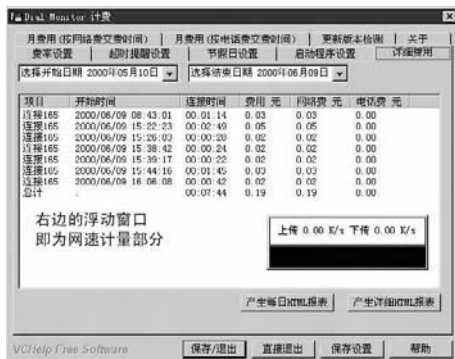 Dial Monitor 计费
月费用(按网络费交费时间) 月费用(按电话费交费时间) 更新版本检测 关于
费率设置 超时提醒设置 节假日设置 启动程序设置 详细费用
选择开始日期 2000年05月10日 选择结束日期 2000年06月09日
项目 开始时间 连接时间 费用 元 网络费 元 电话费 元
连接165 2000/06/09 08:43:01 00:01:14 0.03 0.03 0.00
连接165 2000/06/09 15:22:23 00:02:49 0.05 0.05 0.00
连接165 2000/06/09 15:26:03 00:00:28 0.02 0.02 0.00
连接165 2000/06/09 15:38:42 00:00:24 0.02 0.02 0.00
连接165 2000/06/09 15:39:17 00:00:22 0.02 0.02 0.00
连接165 2000/06/09 15:44:16 00:01:45 0.03 0.03 0.00
连接165 2000/06/09 16:06:08 00:00:42 0.02 0.02 0.00
总计 . 00:07:44 0.19 0.19 0.00
右边的浮动窗口
即为网速计量部分
上传 0.00 K/s 下传 0.00 K/s
产生每日HTML报表 产生详细HTML报表
VCHelp Free Software 保存/退出 直接退出 保存设置 帮助